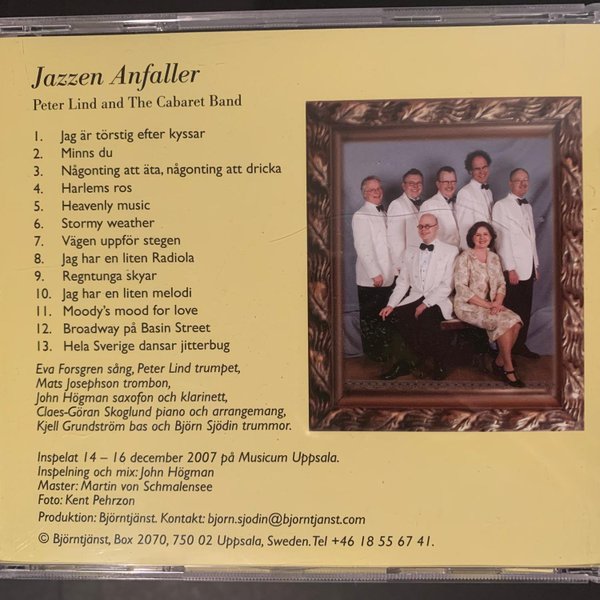 Jazzen Anfaller
Peter Lind and The Cabaret Band
1. Jag är törstig efter kyssar
2. Minns du
3. Någonting att äta, någonting att dricka
4. Harlems ros
5. Heavenly music
6. Stormy weather
7. Vägen uppför stegen
8. Jag har en liten Radiola
9. Regntunga skyar
10. Jag har en liten melodi
11. Moody's mood for love
12. Broadway på Basin Street
13. Hela Sverige dansar jitterbug
Eva Forsgren sång, Peter Lind trumpet,
Mats Josephson trombon,
John Högman saxofon och klarinett,
Claes-Göran Skoglund piano och arrangemang,
Kjell Grundström bas och Björn Sjödin trummor.
Inspelat 14 – 16 december 2007 på Musicum Uppsala.
Inspelning och mix: John Högman
Master: Martin von Schmalensee
Foto: Kent Pehrzon
Produktion: Björntjänst. Kontakt: bjorn.sjodin@bjorntjanst.com
© Björntjänst, Box 2070, 750 02 Uppsala, Sweden. Tel +46 18 55 67 41.